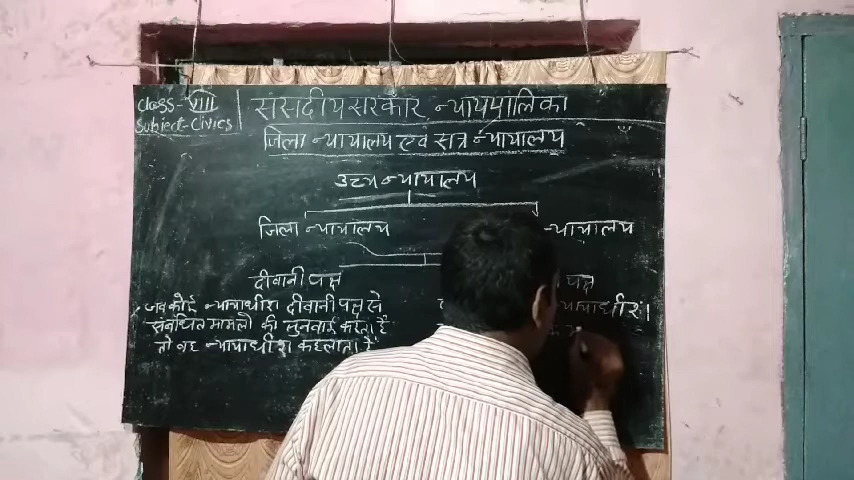 Class-VIII
Subject-Civics
संसदीय सरकार न्यायपालिका
जिला न्यायालय एवं सत्र न्यायालय
उच्च न्यायालय
जिला न्यायालय न्यायालय
दीवानी पक्ष पक्ष
जब कोई न्यायाधीश दीवानी पक्ष से
संबंधित मामलो की सुनवाई करता है
तो वह न्यायाधीश कहलाता है